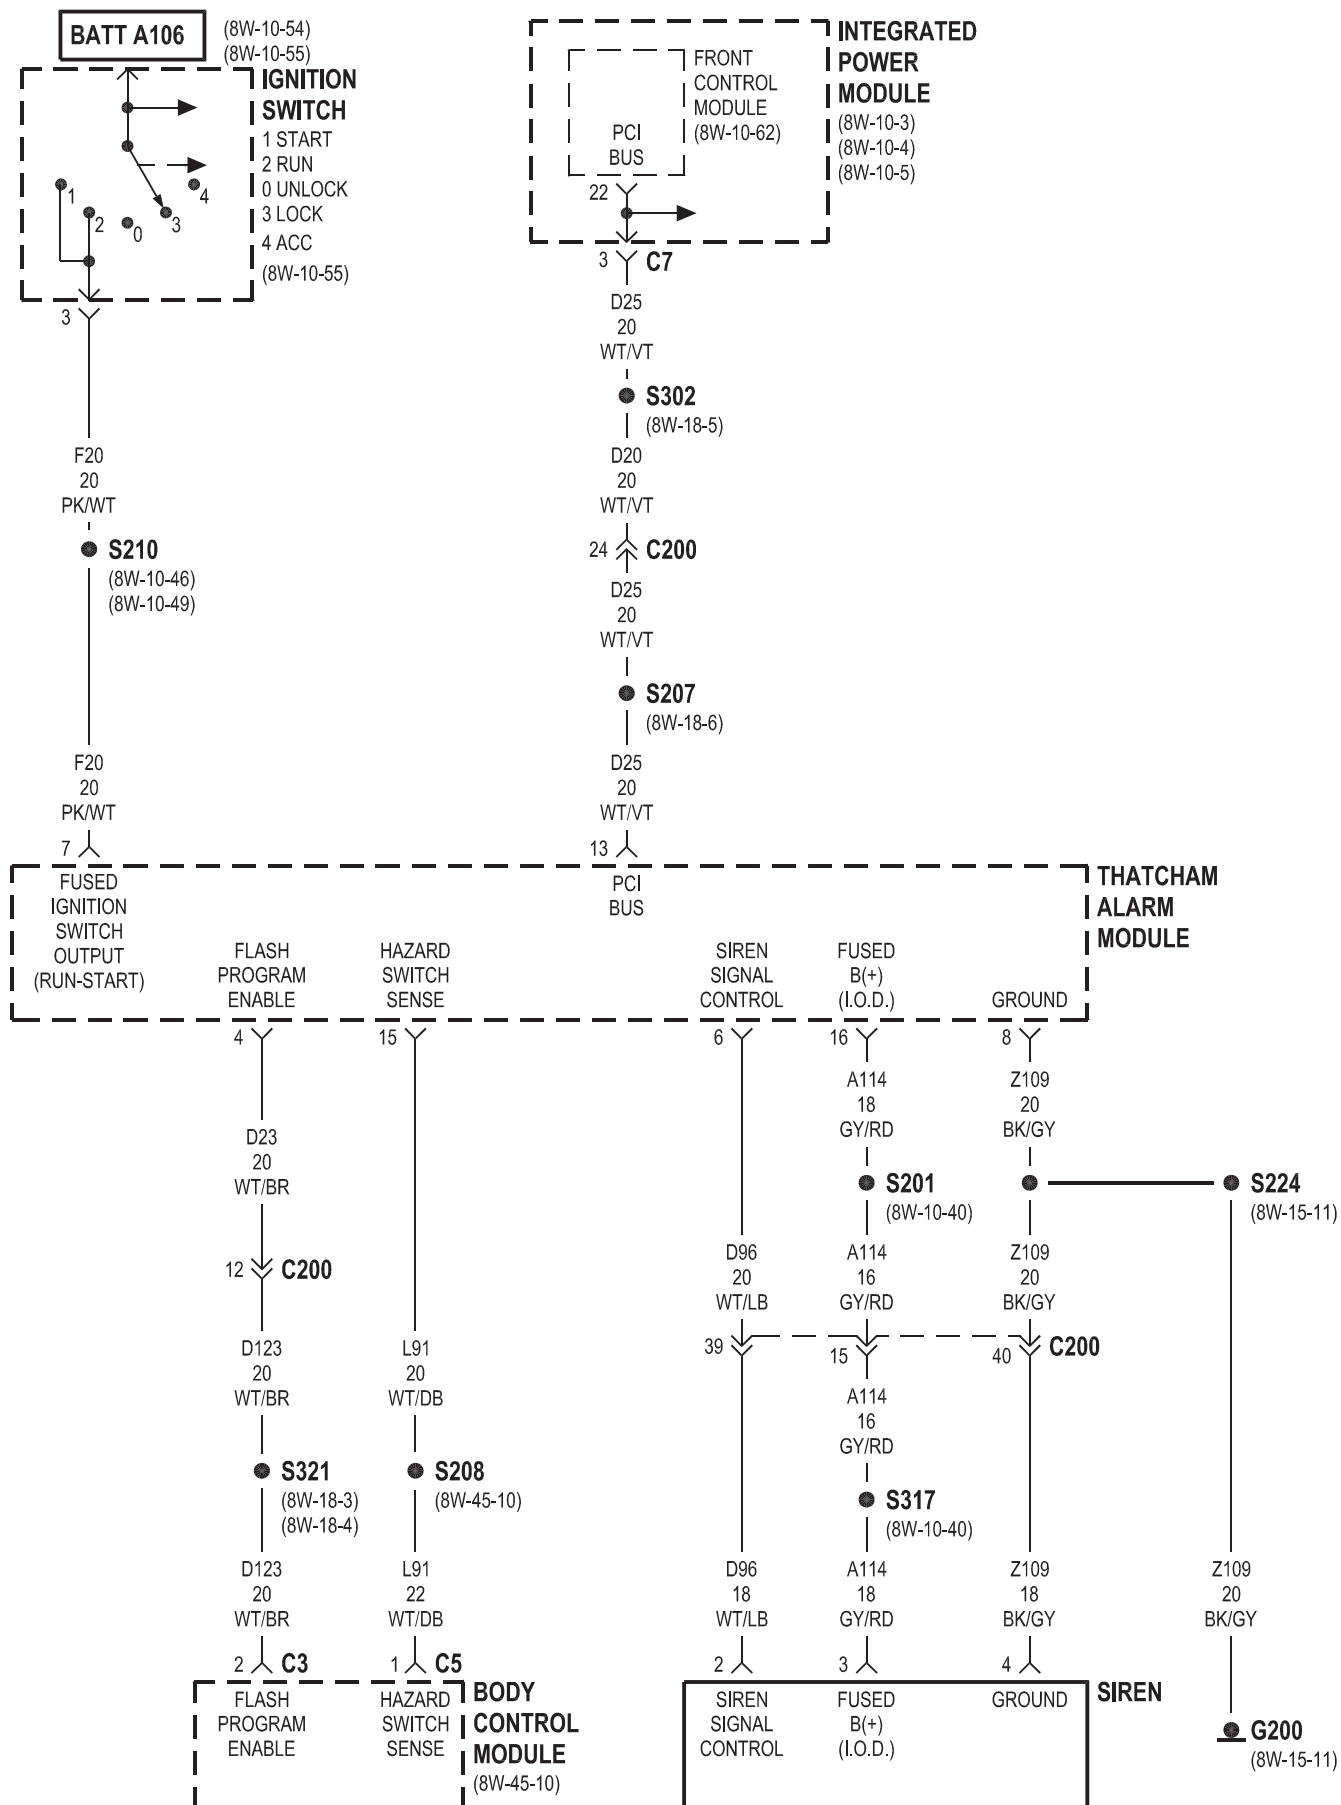 BATT A106
(8W-10-54)
(8W-10-55)
IGNITION
SWITCH
1 START
2 RUN
0 UNLOCK
3 LOCK
4 ACC
(8W-10-55)
1
2
0
3
4
3
INTEGRATED
POWER
MODULE
(8W-10-3)
(8W-10-4)
(8W-10-5)
FRONT
CONTROL
MODULE
(8W-10-62)
PCI
BUS
22
3 C7
D25
20
WT/VT
S302
(8W-18-5)
D20
20
WT/VT
24 C200
D25
20
WT/VT
S207
(8W-18-6)
D25
20
WT/VT
13
F20
20
PK/WT
S210
(8W-10-46)
(8W-10-49)
F20
20
PK/WT
7
THATCHAM
ALARM
MODULE
FUSED
IGNITION
SWITCH
OUTPUT
(RUN-START)
PCI
BUS
FLASH
PROGRAM
ENABLE
HAZARD
SWITCH
SENSE
SIREN
SIGNAL
CONTROL
FUSED
B(+)
(I.O.D.)
GROUND
4
15
6
16
8
D23
20
WT/BR
12 C200
D123
20
WT/BR
S321
(8W-18-3)
(8W-18-4)
D123
20
WT/BR
2 C3
L91
20
WT/DB
S208
(8W-45-10)
L91
22
WT/DB
1 C5
FLASH
PROGRAM
ENABLE
HAZARD
SWITCH
SENSE
BODY
CONTROL
MODULE
(8W-45-10)
A114
18
GY/RD
Z109
20
BK/GY
S201
(8W-10-40)
S224
(8W-15-11)
D96
20
WT/LB
A114
16
GY/RD
Z109
20
BK/GY
39
15
40
C200
A114
16
GY/RD
S317
(8W-10-40)
D96
18
WT/LB
A114
18
GY/RD
Z109
18
BK/GY
Z109
20
BK/GY
2
3
4
SIREN
SIREN
SIGNAL
CONTROL
FUSED
B(+)
(I.O.D.)
GROUND
G200
(8W-15-11)